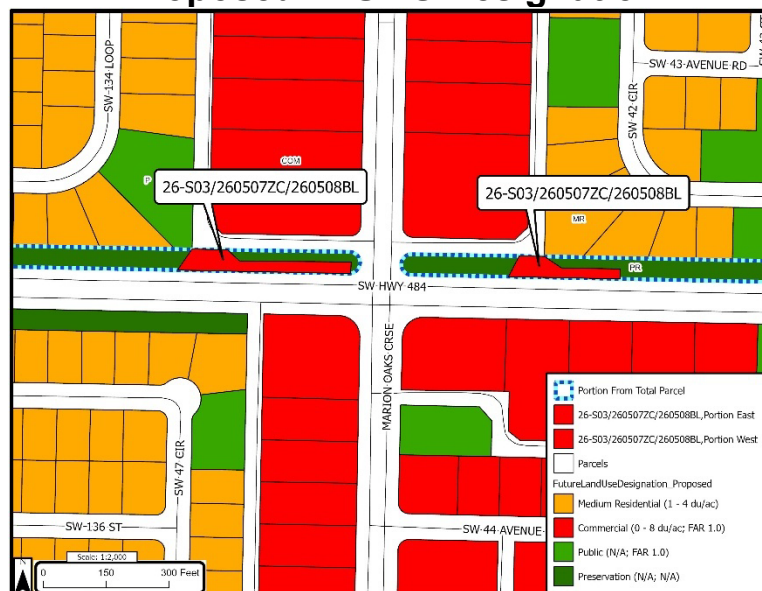 SW 134 LOOP
SW 43 AVENUE RD
SW 42 CIR
COM
P
26-S03/260507ZC/260508BL
26-S03/260507ZC/260508BL
MR
PR
SW HWY 484
MARION OAKS CRSE
SW 47 CIR
SW 136 ST
SW 44 AVENUE
Portion From Total Parcel
26-S03/260507ZC/260508BL,Portion East
26-S03/260507ZC/260508BL,Portion West
Parcels
FutureLandUseDesignation_Proposed
Medium Residential (1 - 4 du/ac)
Commercial (0 - 8 du/ac; FAR 1.0)
Public (N/A; FAR 1.0)
Preservation (N/A; N/A)
N
Scale: 1:2,000
0 150 300 Feet